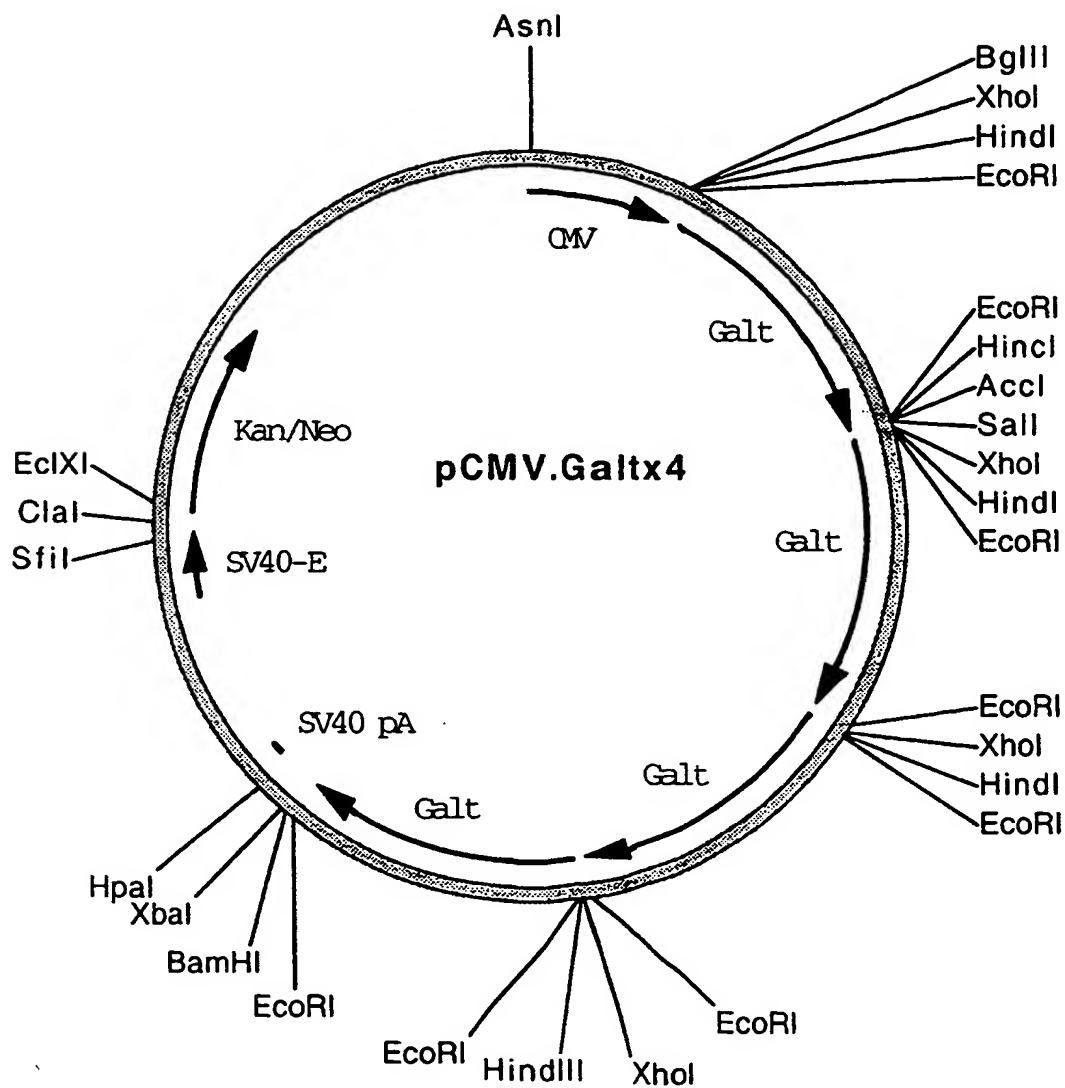 AsnI
BglII
XhoI
HindI
EcoRI
CMV
Galt
EcoRI
HincI
AccI
SalI
XhoI
HindI
EcoRI
Kan/Neo
pCMV.Galtx4
EclXI
ClaI
SfiI
SV40-E
Galt
EcoRI
XhoI
HindI
EcoRI
SV40 pA
Galt
Galt
HpaI
XbaI
BamHI
EcoRI
EcoRI
HindIII
XhoI
EcoRI